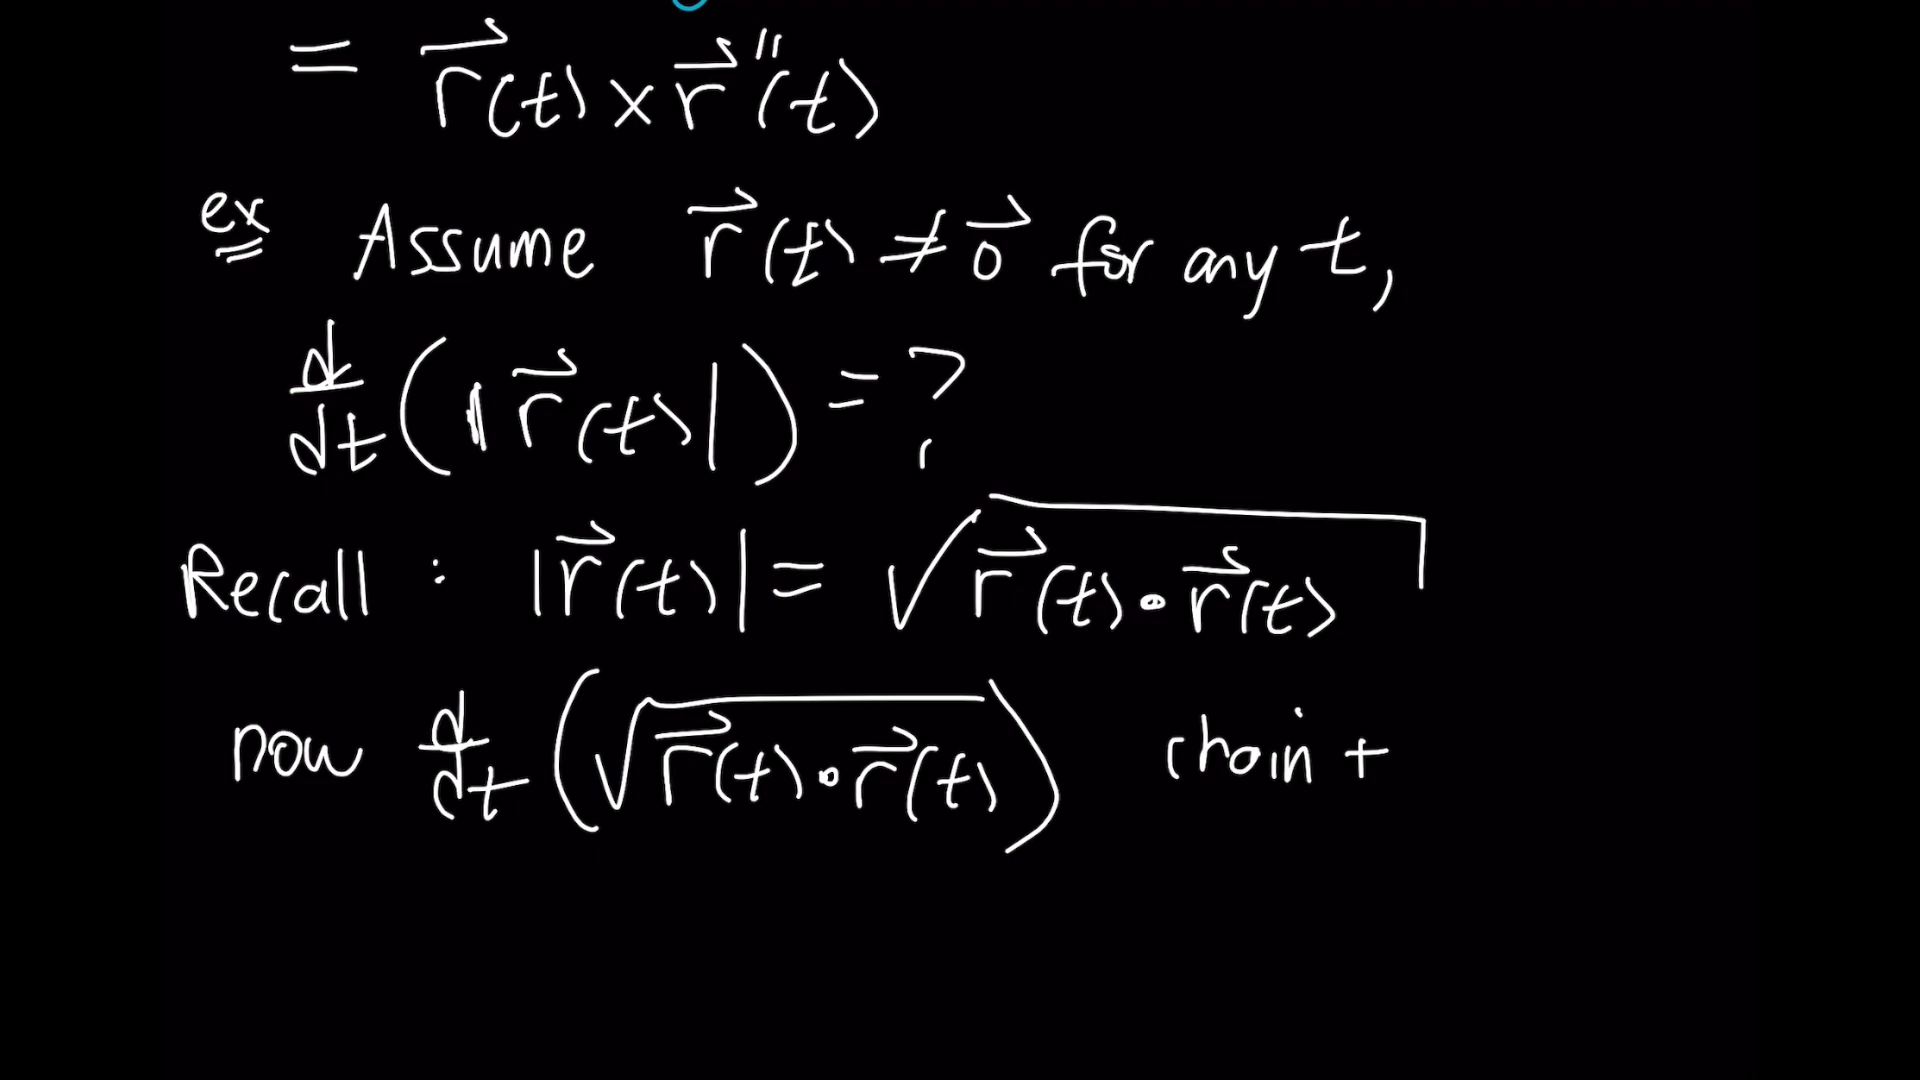 = r⃗(t) × r⃗''(t)
ex Assume r⃗(t) ≠ 0⃗ for any t,
d/dt (|r⃗(t)|) = ?
Recall : |r⃗(t)| = √(r⃗(t) • r⃗(t))
now d/dt (√(r⃗(t) • r⃗(t))) chain +